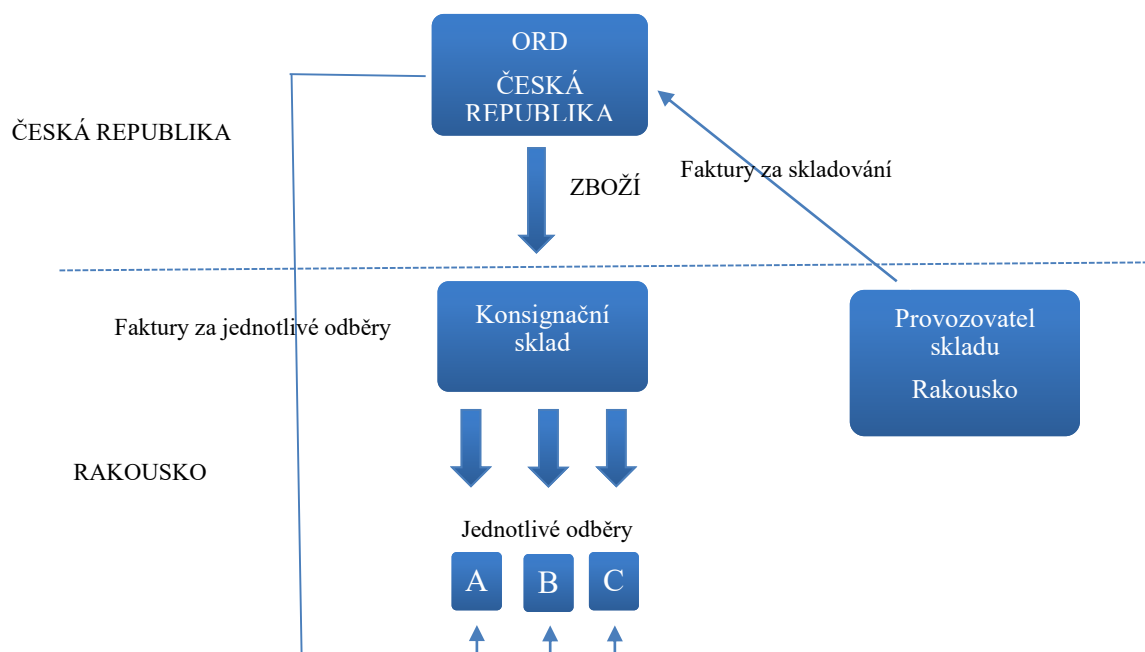 ORD
ČESKÁ
REPUBLIKA
ČESKÁ REPUBLIKA
Faktury za skladování
ZBOŽÍ
Konsignační
sklad
Provozovatel
skladu
Rakousko
Faktury za jednotlivé odběry
RAKOUSKO
Jednotlivé odběry
A
B
C